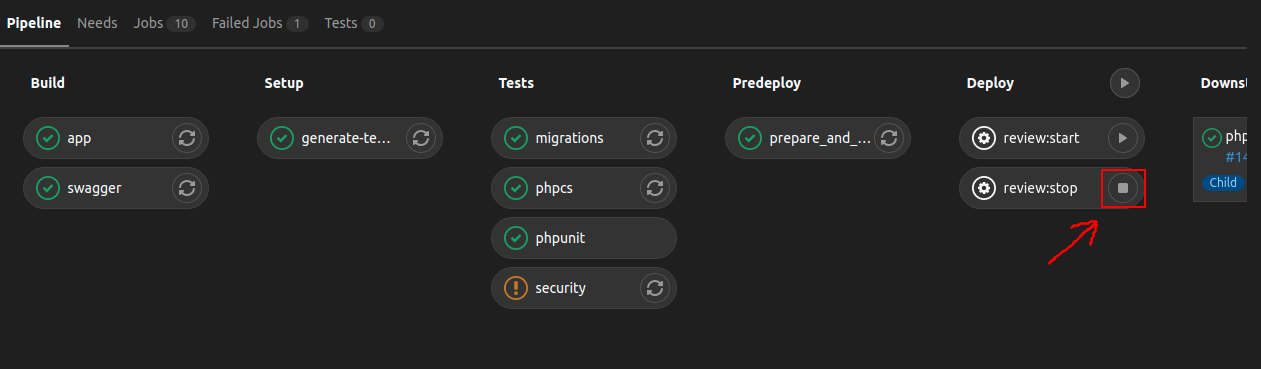 Pipeline Needs Jobs 10 Failed Jobs 1 Tests 0
Build
app
swagger
Setup
generate-te...
Tests
migrations
phpcs
phpunit
security
Predeploy
prepare_and_...
Deploy
review:start
review:stop
Downst
php
#14
Child